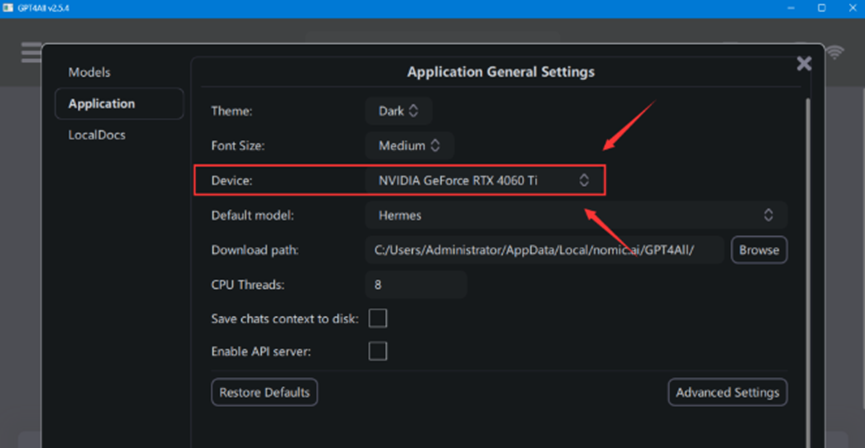 GPT4All v2.5.4
Models
Application General Settings
Application
Theme: Dark
LocalDocs
Font Size: Medium
Device: NVIDIA GeForce RTX 4060 Ti
Default model: Hermes
Download path: C:/Users/Administrator/AppData/Local/nomic.ai/GPT4All/ Browse
CPU Threads: 8
Save chats context to disk:
Enable API server:
Restore Defaults Advanced Settings